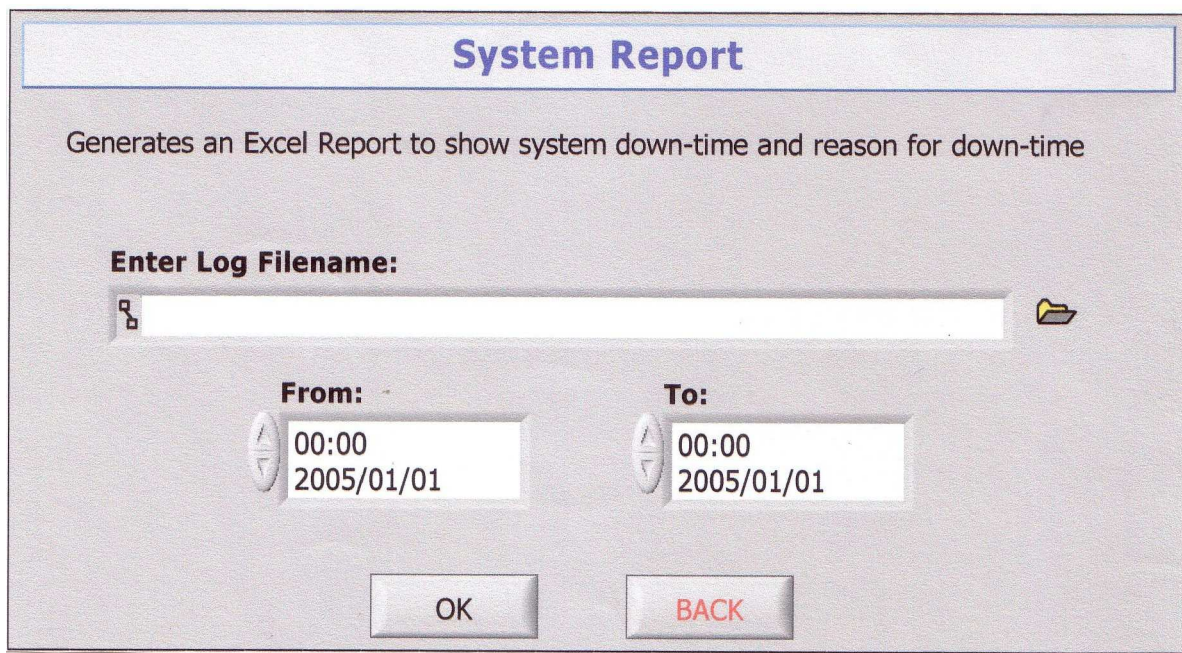 System Report
Generates an Excel Report to show system down-time and reason for down-time
Enter Log Filename:
From:
To:
00:00
2005/01/01
00:00
2005/01/01
OK
BACK